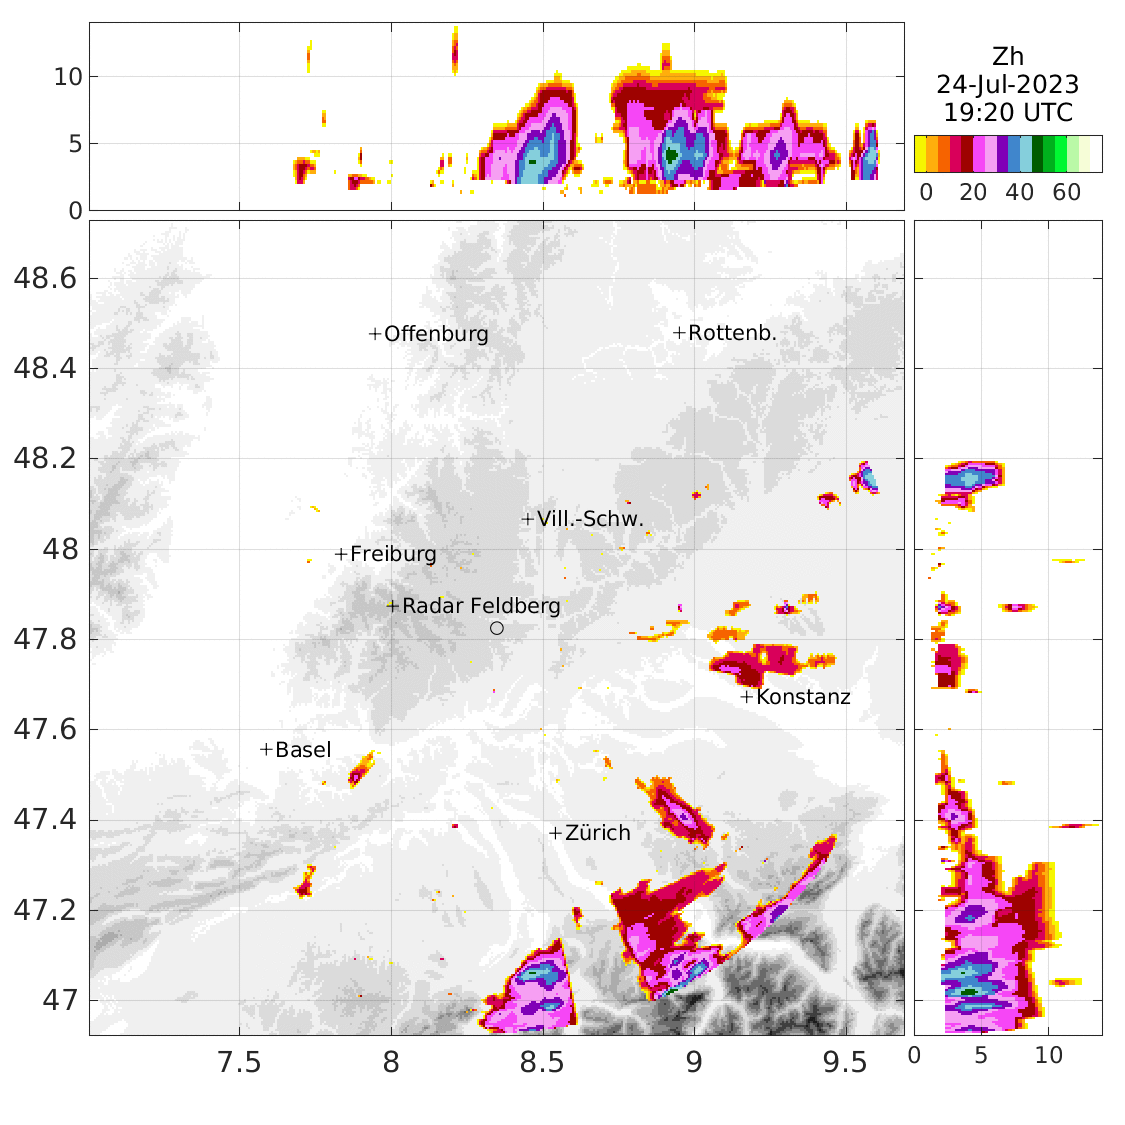 Zh
24-Jul-2023
19:20 UTC
10
5
0
0 20 40 60
48.6
48.4
48.2
48
47.8
47.6
47.4
47.2
47
+Offenburg
+Rottenb.
+Vill.-Schw.
+Freiburg
+Radar Feldberg
+Konstanz
+Basel
+Zürich
7.5 8 8.5 9 9.5
0 5 10